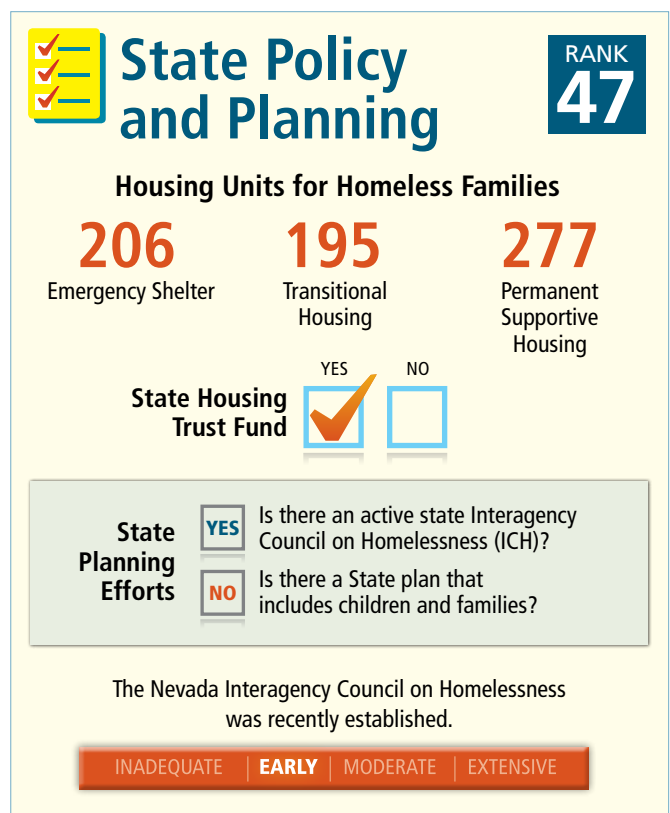 State Policy
and Planning
RANK
47
Housing Units for Homeless Families
206
Emergency Shelter
195
Transitional
Housing
277
Permanent
Supportive
Housing
YES NO
State Housing
Trust Fund
State
Planning
Efforts
YES
Is there an active state Interagency
Council on Homelessness (ICH)?
NO
Is there a State plan that
includes children and families?
The Nevada Interagency Council on Homelessness
was recently established.
INADEQUATE | EARLY | MODERATE | EXTENSIVE